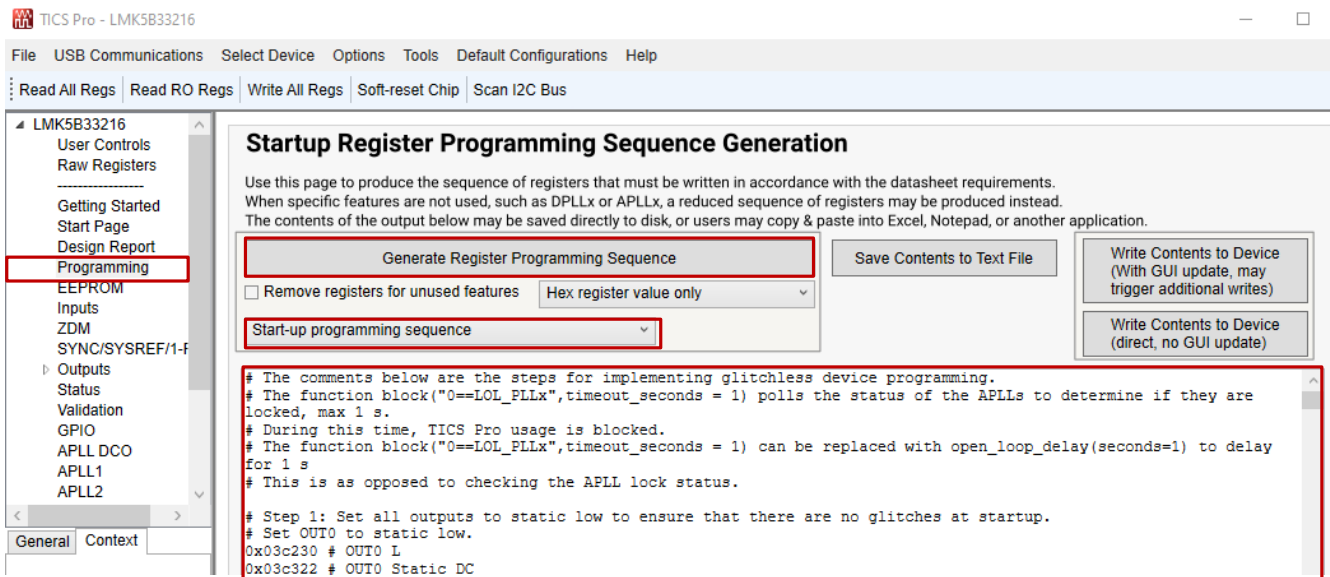 TICS Pro - LMK5B33216
File USB Communications Select Device Options Tools Default Configurations Help
Read All Regs Read RO Regs Write All Regs Soft-reset Chip Scan I2C Bus
LMK5B33216
User Controls
Raw Registers
-----------------
Getting Started
Start Page
Design Report
Programming
EEPROM
Inputs
ZDM
SYNC/SYSREF/1-F
Outputs
Status
Validation
GPIO
APLL DCO
APLL1
APLL2
General Context
Startup Register Programming Sequence Generation
Use this page to produce the sequence of registers that must be written in accordance with the datasheet requirements.
When specific features are not used, such as DPLLx or APLLx, a reduced sequence of registers may be produced instead.
The contents of the output below may be saved directly to disk, or users may copy & paste into Excel, Notepad, or another application.
Generate Register Programming Sequence
Remove registers for unused features Hex register value only
Start-up programming sequence
Save Contents to Text File
Write Contents to Device
(With GUI update, may
trigger additional writes)
Write Contents to Device
(direct, no GUI update)
# The comments below are the steps for implementing glitchless device programming.
# The function block("0==LOL_PLLx",timeout_seconds = 1) polls the status of the APLLs to determine if they are
locked, max 1 s.
# During this time, TICS Pro usage is blocked.
# The function block("0==LOL_PLLx",timeout_seconds = 1) can be replaced with open_loop_delay(seconds=1) to delay
for 1 s
# This is as opposed to checking the APLL lock status.
# Step 1: Set all outputs to static low to ensure that there are no glitches at startup.
# Set OUT0 to static low.
0x03c230 # OUT0 L
0x03c322 # OUT0 Static DC